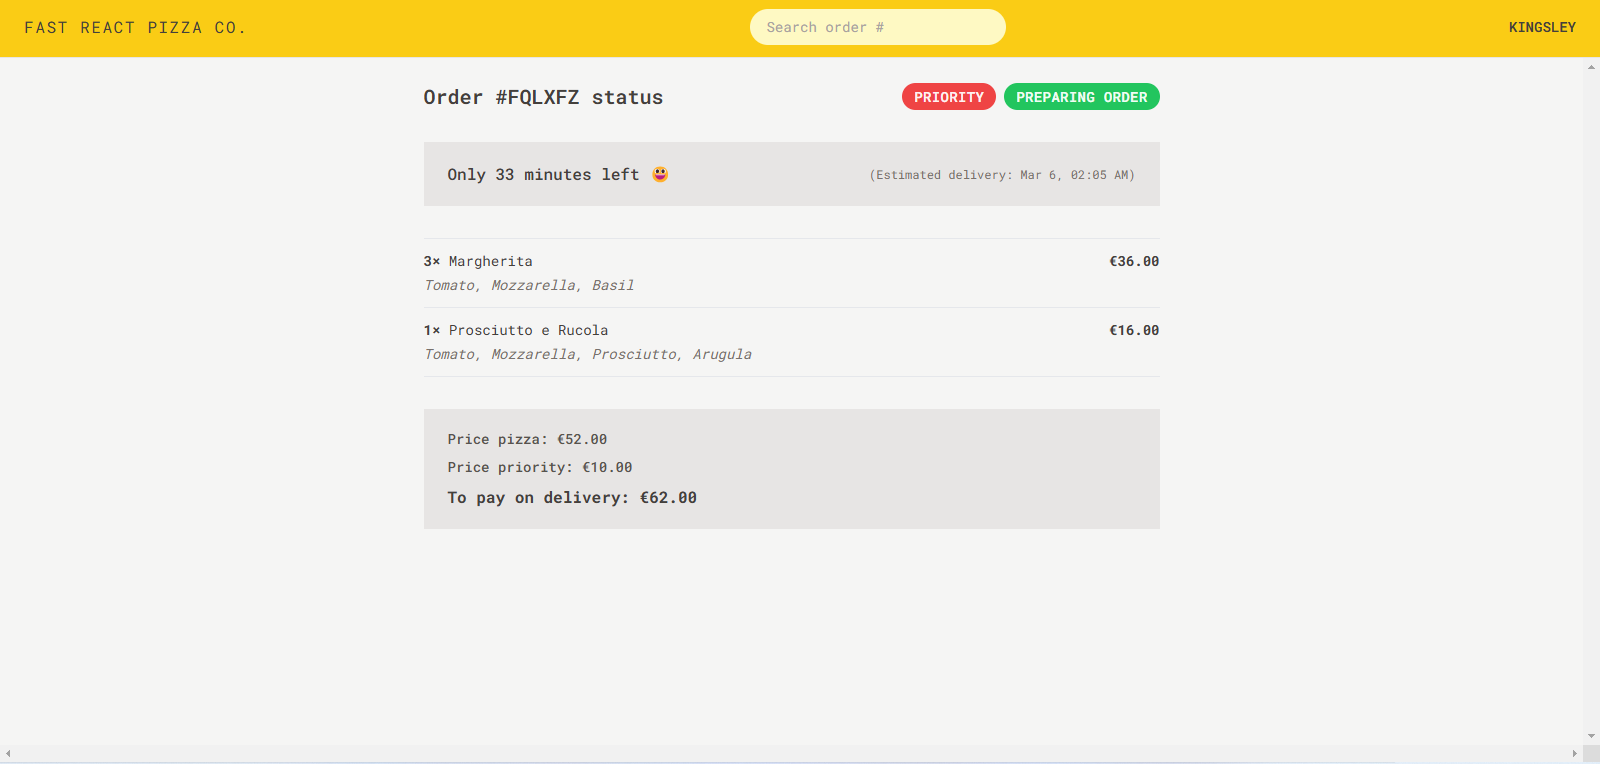 FAST REACT PIZZA CO.
Search order #
KINGSLEY
Order #FQLXFZ status
PRIORITY
PREPARING ORDER
Only 33 minutes left 😀
(Estimated delivery: Mar 6, 02:05 AM)
3× Margherita
€36.00
Tomato, Mozzarella, Basil
1× Prosciutto e Rucola
€16.00
Tomato, Mozzarella, Prosciutto, Arugula
Price pizza: €52.00
Price priority: €10.00
To pay on delivery: €62.00